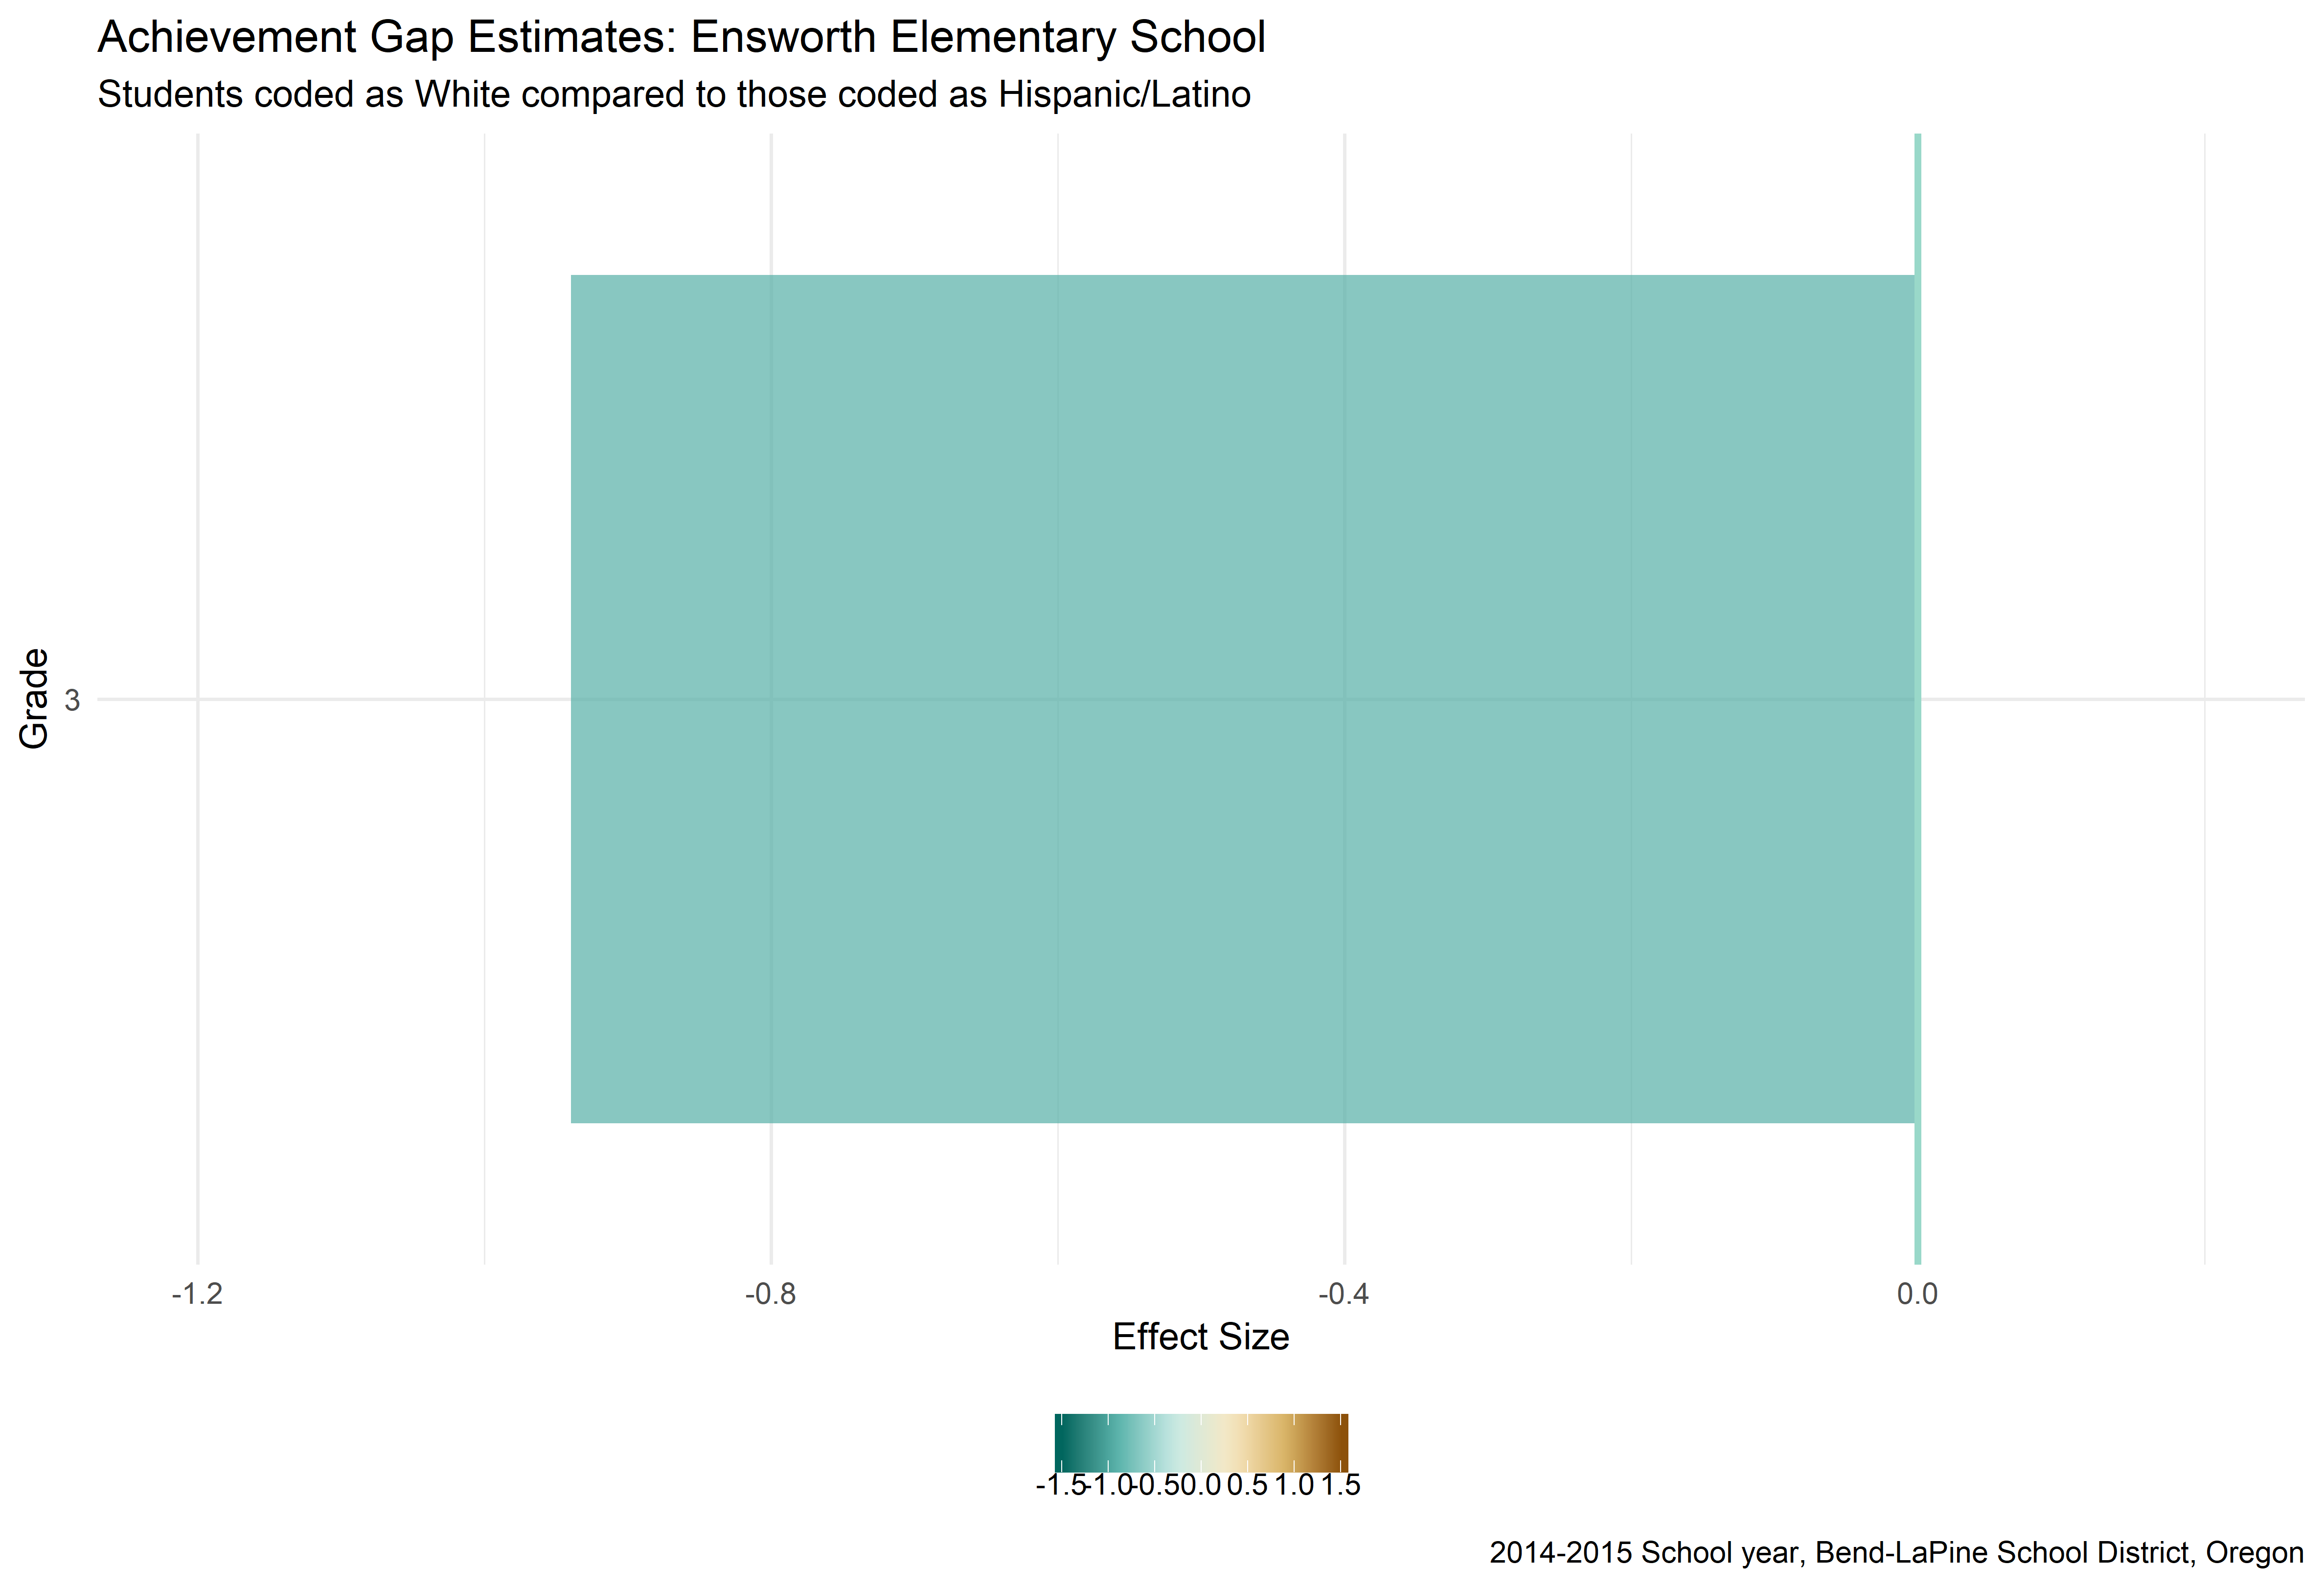 Achievement Gap Estimates: Ensworth Elementary School
Students coded as White compared to those coded as Hispanic/Latino
Grade
3
-1.2 -0.8 -0.4 0.0
Effect Size
-1.5 -1.0 -0.5 0.0 0.5 1.0 1.5
2014-2015 School year, Bend-LaPine School District, Oregon